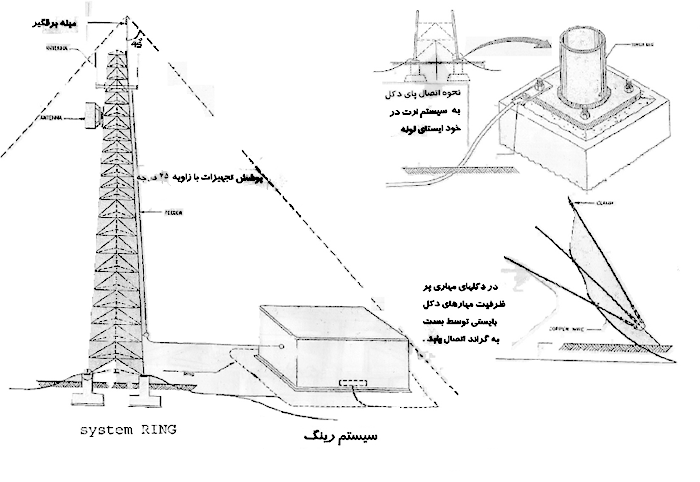 میله برقگیر
45
ANTENNA
ANTENNA
پوشش تجهیزات با زاویه ۴۵ درجه
FEEDER
system RING
سیستم رینگ
نحوه اتصال پای دکل
به سیستم ارت در
خود ایستای لوله
TOWER LEG
CLAMP
در دکلهای مهاری پر
ظرفیت مهارهای دکل
بایستی توسط بست
به گراند اتصال یابند .
COPPER WIRE